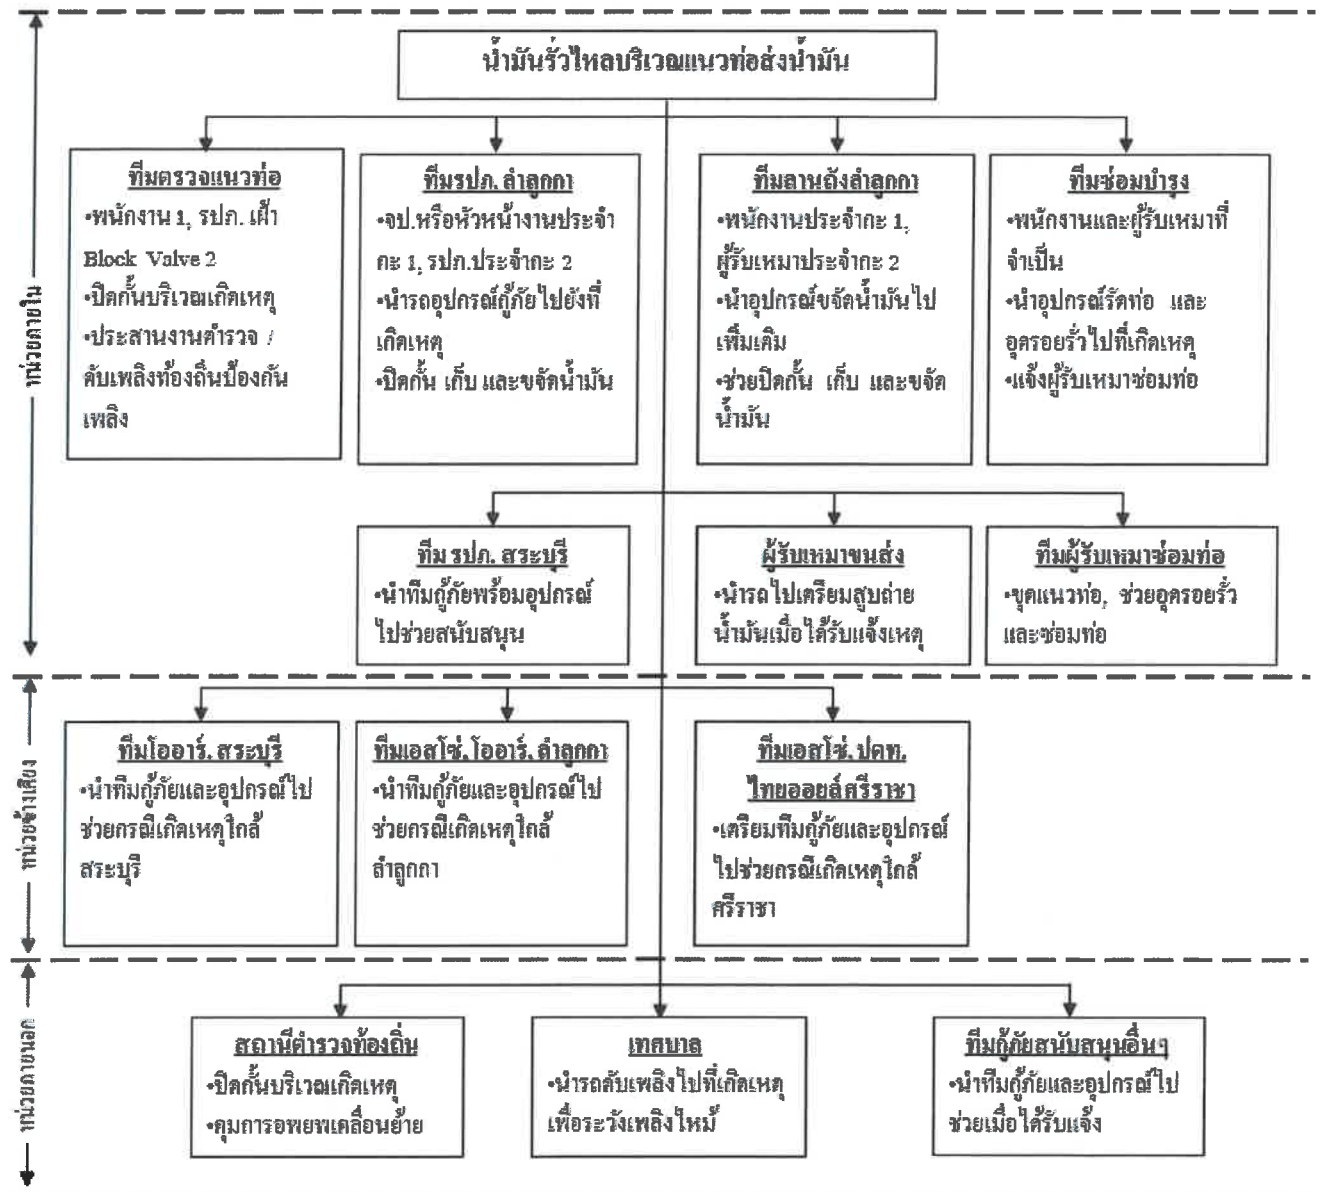 น้ำมันรั่วไหลบริเวณแนวท่อส่งน้ำมัน
หน่วยภายใน
ทีมตรวจแนวท่อ
•พนักงาน 1, รปภ. เฝ้า
Block Valve 2
•ปิดกั้นบริเวณเกิดเหตุ
•ประสานงานตำรวจ /
ดับเพลิงท้องถิ่นป้องกัน
เพลิง
ทีมรปภ. ลำลูกกา
•จป.หรือหัวหน้างานประจำ
กะ 1, รปภ.ประจำกะ 2
•นำรถอุปกรณ์กู้ภัยไปยังที่
เกิดเหตุ
•ปิดกั้น เก็บ และขจัดน้ำมัน
ทีมลานถังลำลูกกา
•พนักงานประจำกะ 1,
ผู้รับเหมาประจำกะ 2
•นำอุปกรณ์ขจัดน้ำมันไป
เพิ่มเติม
•ช่วยปิดกั้น เก็บ และขจัด
น้ำมัน
ทีมซ่อมบำรุง
•พนักงานและผู้รับเหมาที่
จำเป็น
•นำอุปกรณ์รัดท่อ และ
อุดรอยรั่วไปที่เกิดเหตุ
•แจ้งผู้รับเหมาซ่อมท่อ
ทีม รปภ. สระบุรี
•นำทีมกู้ภัยพร้อมอุปกรณ์
ไปช่วยสนับสนุน
ผู้รับเหมาขนส่ง
•นำรถไปเตรียมสูบถ่าย
น้ำมันเมื่อได้รับแจ้งเหตุ
ทีมผู้รับเหมาซ่อมท่อ
•ขุดแนวท่อ, ช่วยอุดรอยรั่ว
และซ่อมท่อ
หน่วยข้างเคียง
ทีมโออาร์. สระบุรี
•นำทีมกู้ภัยและอุปกรณ์ไป
ช่วยกรณีเกิดเหตุใกล้
สระบุรี
ทีมเอสโซ่, โออาร์. ลำลูกกา
•นำทีมกู้ภัยและอุปกรณ์ไป
ช่วยกรณีเกิดเหตุใกล้
ลำลูกกา
ทีมเอสโซ่. ปตท.
ไทยออยล์ศรีราชา
•เตรียมทีมกู้ภัยและอุปกรณ์
ไปช่วยกรณีเกิดเหตุใกล้
ศรีราชา
หน่วยภายนอก
สถานีตำรวจท้องถิ่น
•ปิดกั้นบริเวณเกิดเหตุ
•คุมการอพยพเคลื่อนย้าย
เทศบาล
•นำรถดับเพลิงไปที่เกิดเหตุ
เพื่อระวังเพลิงไหม้
ทีมกู้ภัยสนับสนุนอื่นๆ
•นำทีมกู้ภัยและอุปกรณ์ไป
ช่วยเมื่อได้รับแจ้ง